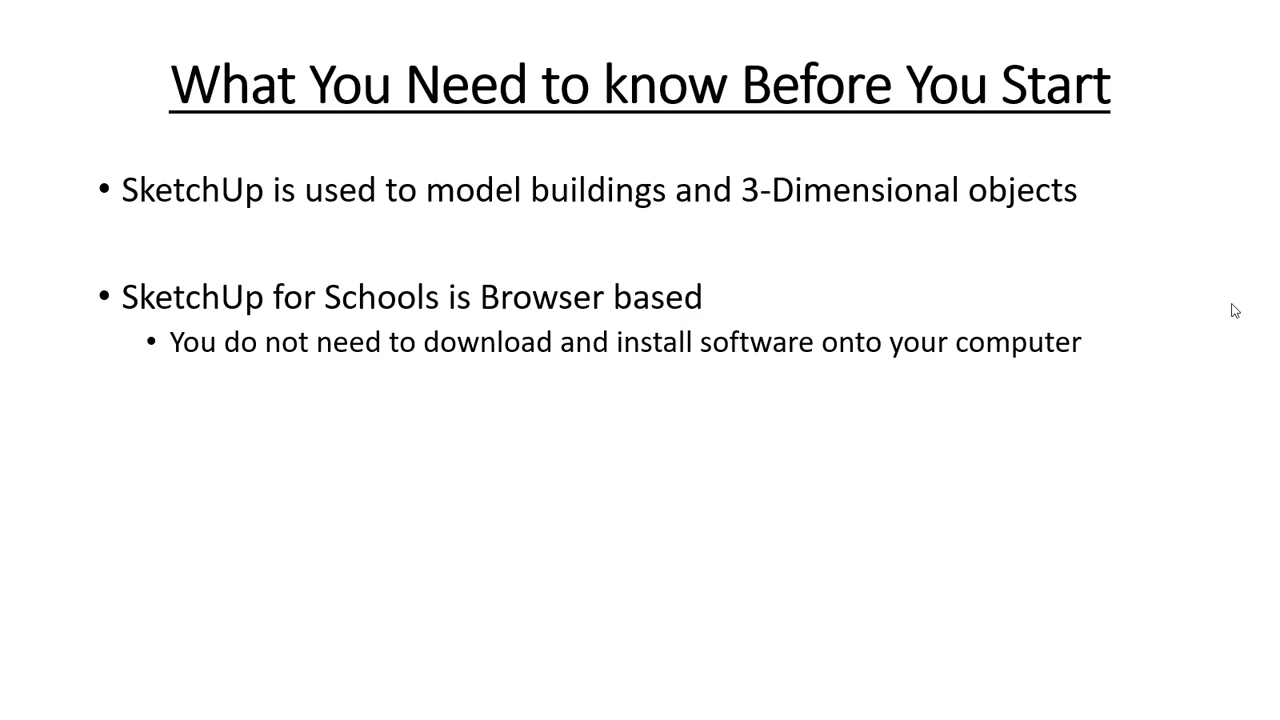 What You Need to know Before You Start
• SketchUp is used to model buildings and 3-Dimensional objects
• SketchUp for Schools is Browser based
• You do not need to download and install software onto your computer